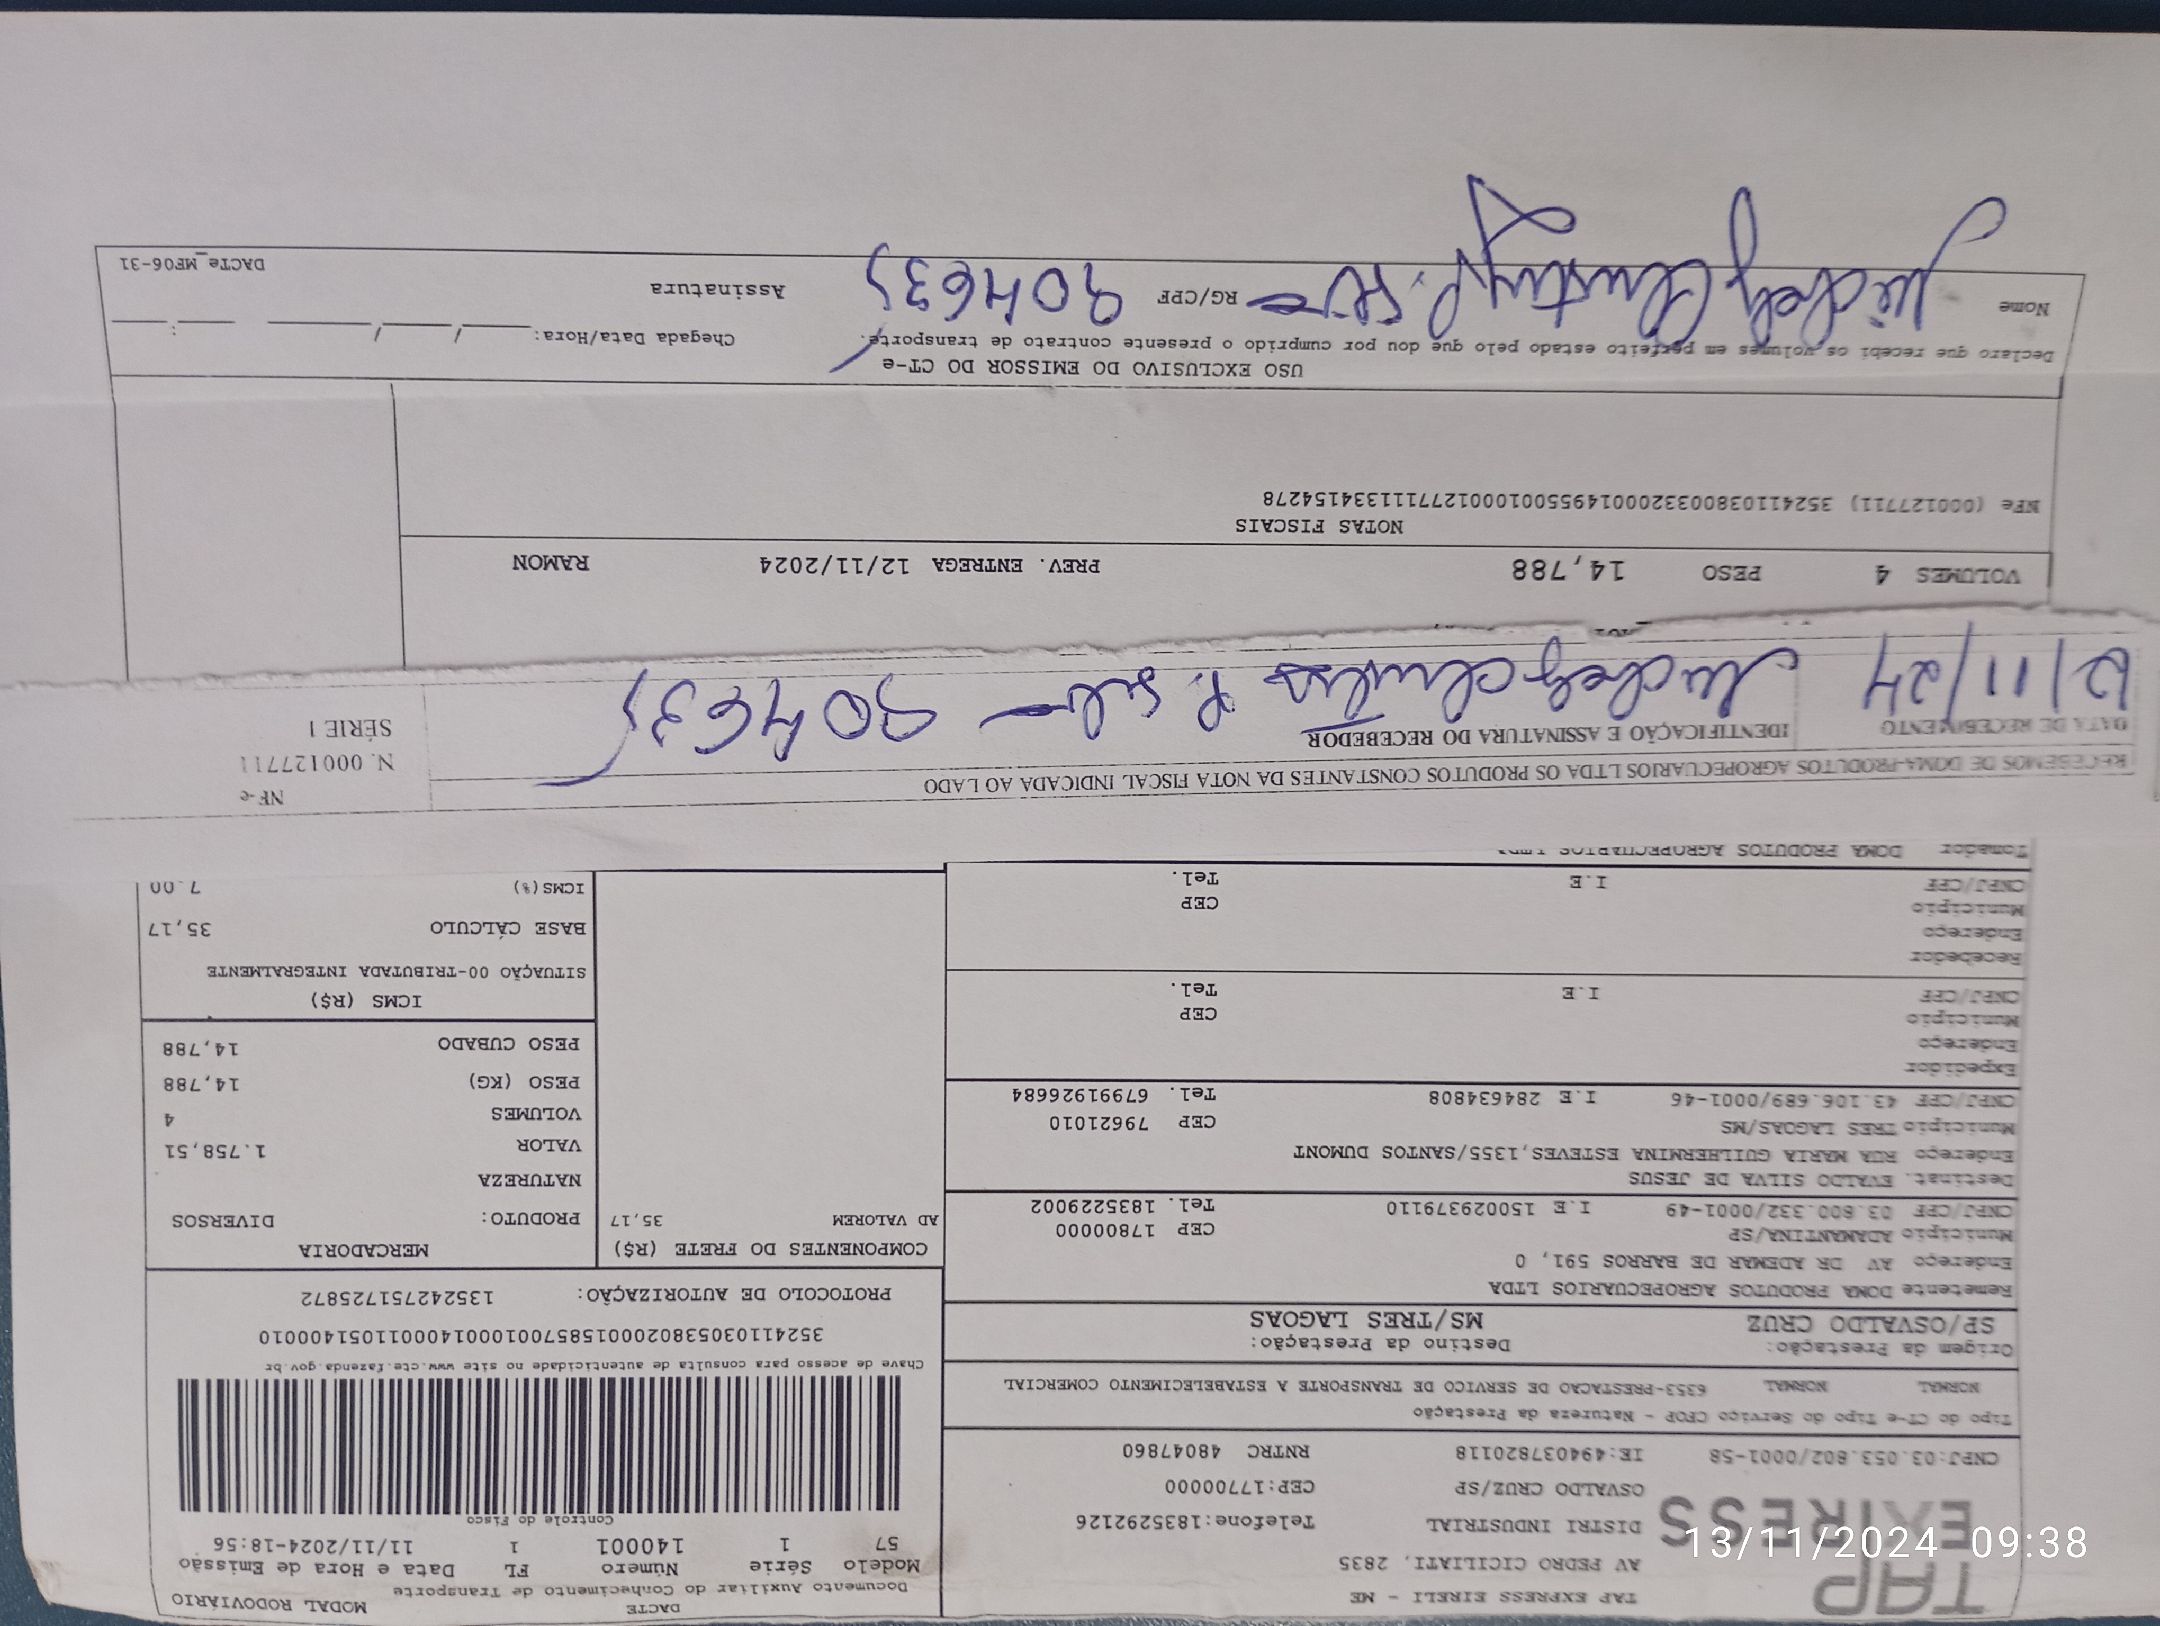 TAP
EXPRESS
TAP EXPRESS EIRELI - ME
AV PEDRO CICILIATI, 2835
DISTRI INDUSTRIAL Telefone:1835292126
OSVALDO CRUZ/SP CEP:17700000
CNPJ:03.053.802/0001-58 IE:494037820118 RNTRC 48047860
Tipo do CT-e Tipo do Serviço CFOP - Natureza da Prestação
NORMAL NORMAL 6353-PRESTACAO DE SERVICO DE TRANSPORTE A ESTABELECIMENTO COMERCIAL
Origem da Prestação: Destino da Prestação:
SP/OSVALDO CRUZ MS/TRES LAGOAS
Remetente DOMA PRODUTOS AGROPECUARIOS LTDA
Endereço AV DR ADEMAR DE BARROS 591, 0
Município ADAMANTINA/SP CEP 17800000
CNPJ/CPF 03.800.332/0001-49 I.E 150029379110 Tel. 1835229002
Destinat. EVALDO SILVA DE JESUS
Endereço RUA MARIA GUILHERMINA ESTEVES,1355/SANTOS DUMONT
Município TRES LAGOAS/MS CEP 79621010
CNPJ/CPF 43.106.689/0001-46 I.E 284634808 Tel. 67991926684
Expedidor
Endereço
Município CEP
CNPJ/CPF I.E Tel.
Recebedor
Endereço
Município CEP
CNPJ/CPF I.E Tel.
Tomador DOMA PRODUTOS AGROPECUARIOS LTDA
DACTE MODAL RODOVIÁRIO
Documento Auxiliar do Conhecimento de Transporte
Modelo Série Número FL Data e Hora de Emissão
57 1 140001 1 11/11/2024-18:56
Controle do Fisco
Chave de acesso para consulta de autenticidade no site www.cte.fazenda.gov.br
35241103053802000158570010001400011051400010
PROTOCOLO DE AUTORIZAÇÃO: 135242751725872
COMPONENTES DO FRETE (R$)
AD VALOREM 35,17
MERCADORIA
PRODUTO: DIVERSOS
NATUREZA
VALOR 1.758,51
VOLUMES 4
PESO (KG) 14,788
PESO CUBADO 14,788
ICMS (R$)
SITUAÇÃO 00-TRIBUTADA INTEGRALMENTE
BASE CÁLCULO 35,17
ICMS(%) 7.00
RECEBEMOS DE DOMA-PRODUTOS AGROPECUARIOS LTDA OS PRODUTOS CONSTANTES DA NOTA FISCAL INDICADA AO LADO
DATA DE RECEBIMENTO IDENTIFICAÇÃO E ASSINATURA DO RECEBEDOR
12/11/24 904635
NF-e
N. 000127711
SÉRIE 1
VOLUMES 4 PESO 14,788 PREV. ENTREGA 12/11/2024 RAMON
NOTAS FISCAIS
NFe (000127711) 35241103800332000149550010001277111334154278
USO EXCLUSIVO DO EMISSOR DO CT-e
Declaro que recebi os volumes em perfeito estado pelo que dou por cumprido o presente contrato de transporte. Chegada Data/Hora: ____/____/____ ____:____
Nome RG/CPF 904635 Assinatura
DACTe_MF06-31
13/11/2024 09:38